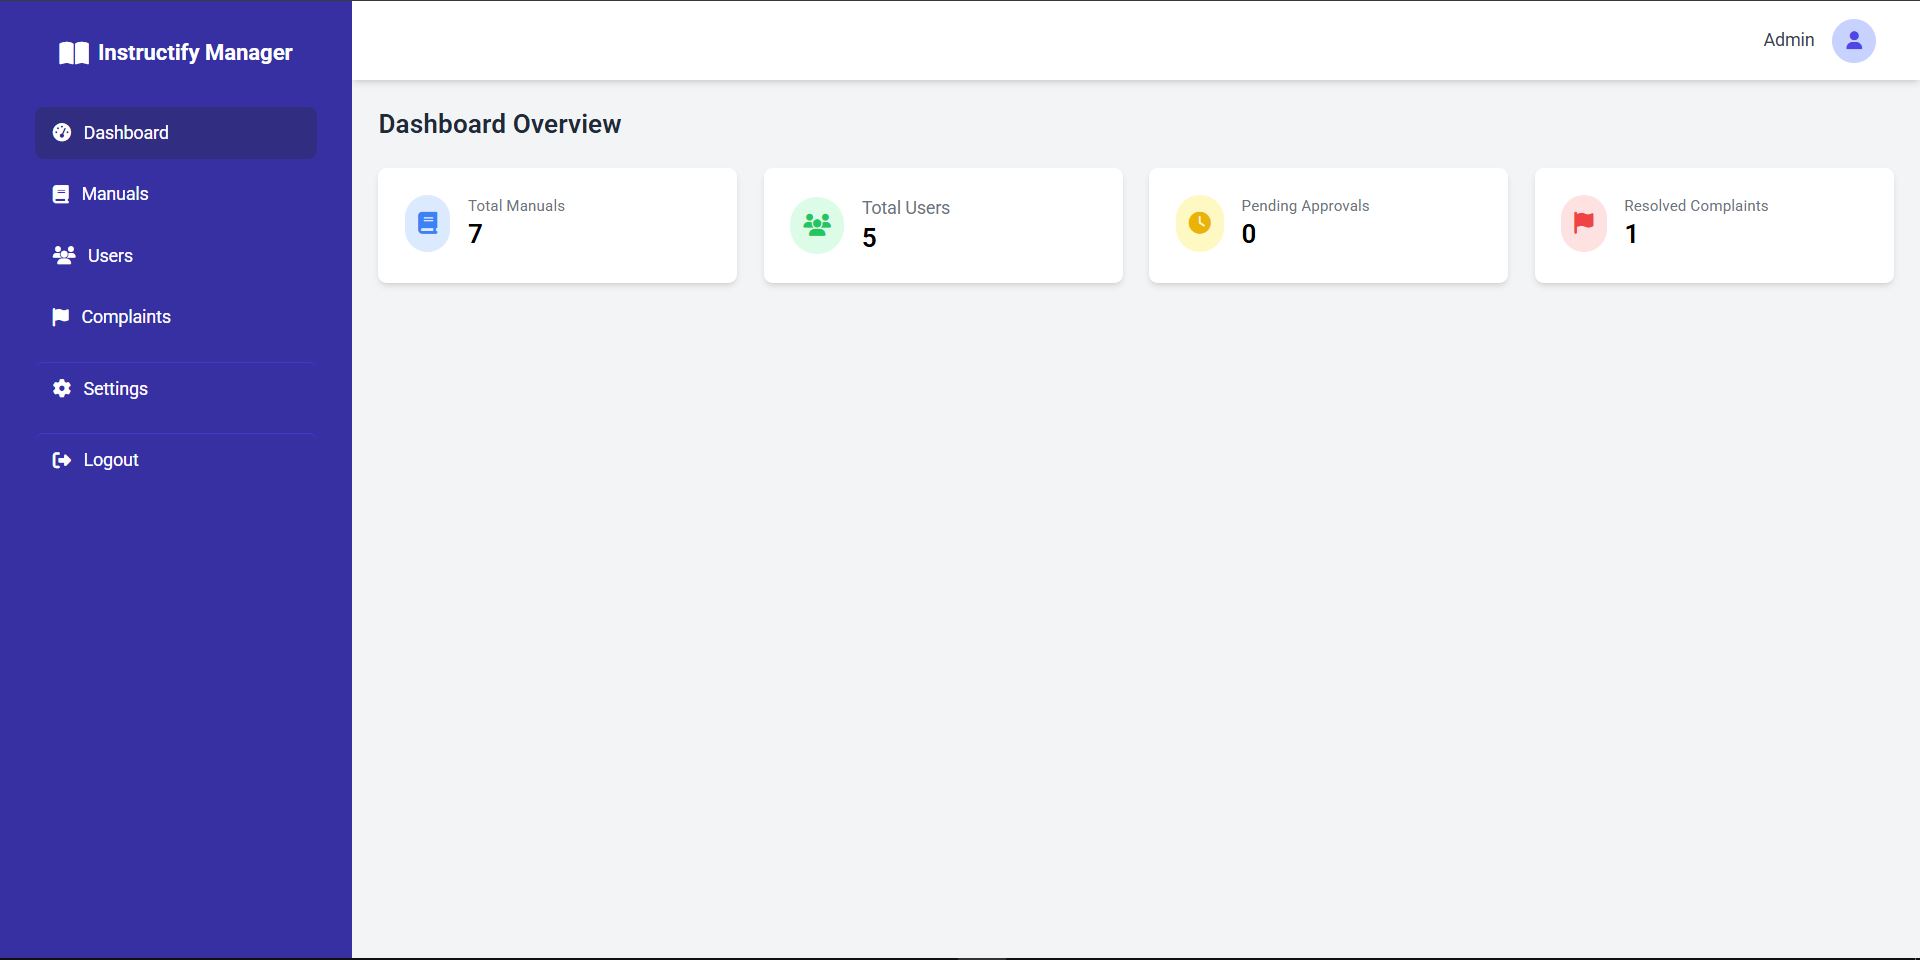 Instructify Manager
Dashboard
Manuals
Users
Complaints
Settings
Logout
Admin
Dashboard Overview
Total Manuals
7
Total Users
5
Pending Approvals
0
Resolved Complaints
1